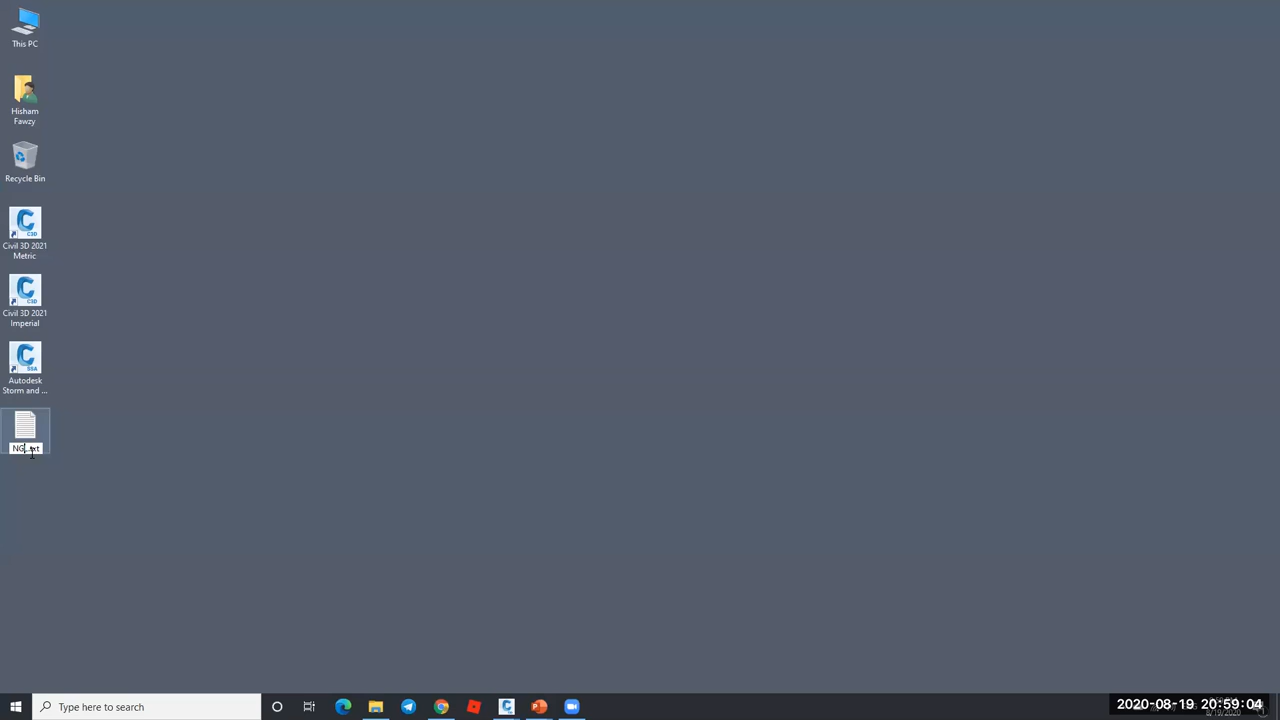 This PC
Hisham
Fawzy
Recycle Bin
Civil 3D 2021
Metric
Civil 3D 2021
Imperial
Autodesk
Storm and ...
Type here to search
2020-08-19 20:59:04